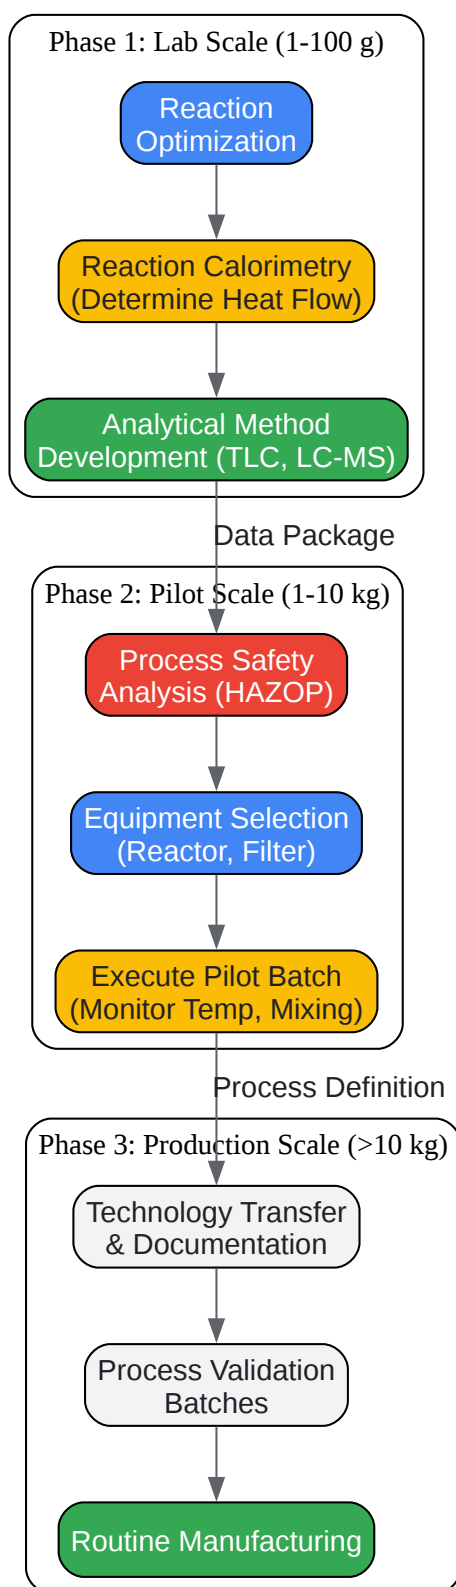 Phase 1: Lab Scale (1-100 g)
Reaction
Optimization
Reaction Calorimetry
(Determine Heat Flow)
Analytical Method
Development (TLC, LC-MS)
Data Package
Phase 2: Pilot Scale (1-10 kg)
Process Safety
Analysis (HAZOP)
Equipment Selection
(Reactor, Filter)
Execute Pilot Batch
(Monitor Temp, Mixing)
Process Definition
Phase 3: Production Scale (>10 kg)
Technology Transfer
& Documentation
Process Validation
Batches
Routine Manufacturing